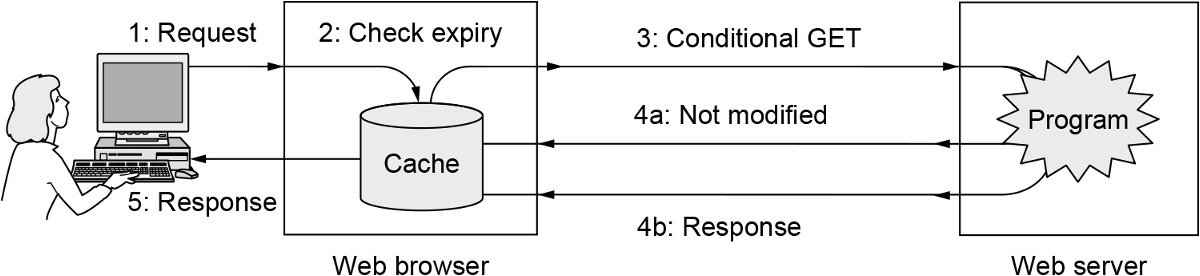 1: Request
2: Check expiry
3: Conditional GET
4a: Not modified
Program
Cache
5: Response
4b: Response
Web browser
Web server